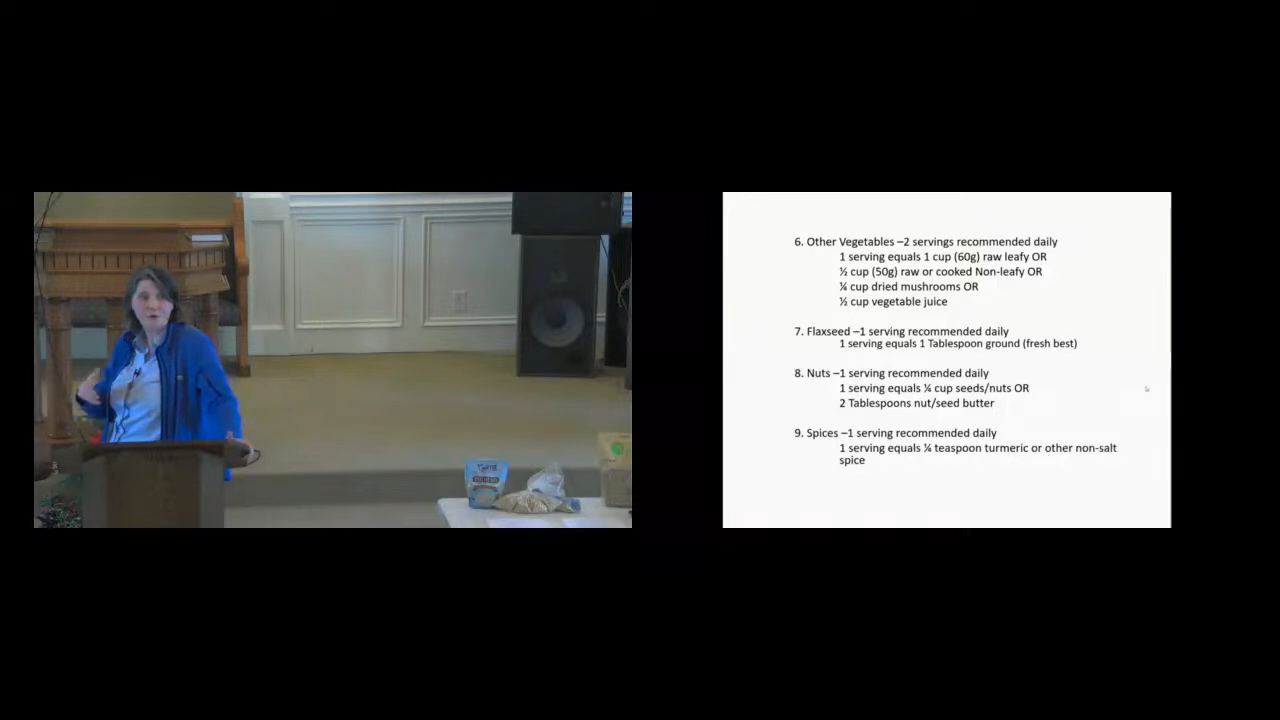 6. Other Vegetables –2 servings recommended daily
1 serving equals 1 cup (60g) raw leafy OR
½ cup (50g) raw or cooked Non-leafy OR
¼ cup dried mushrooms OR
½ cup vegetable juice
7. Flaxseed –1 serving recommended daily
1 serving equals 1 Tablespoon ground (fresh best)
8. Nuts –1 serving recommended daily
1 serving equals ¼ cup seeds/nuts OR
2 Tablespoons nut/seed butter
9. Spices –1 serving recommended daily
1 serving equals ¼ teaspoon turmeric or other non-salt
spice